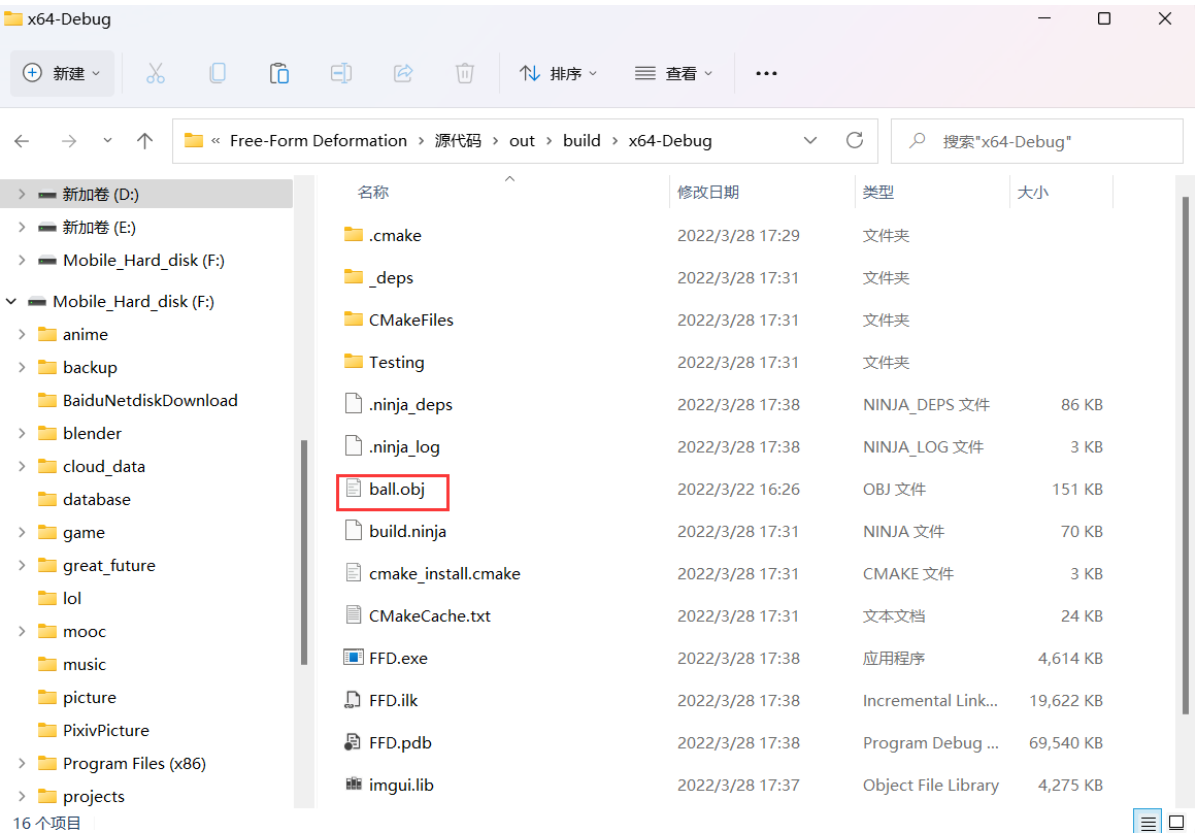 x64-Debug
新建 排序 查看
« Free-Form Deformation › 源代码 › out › build › x64-Debug 搜索"x64-Debug"
新加卷 (D:)
新加卷 (E:)
Mobile_Hard_disk (F:)
Mobile_Hard_disk (F:)
anime
backup
BaiduNetdiskDownload
blender
cloud_data
database
game
great_future
lol
mooc
music
picture
PixivPicture
Program Files (x86)
projects
名称 修改日期 类型 大小
.cmake 2022/3/28 17:29 文件夹
_deps 2022/3/28 17:31 文件夹
CMakeFiles 2022/3/28 17:31 文件夹
Testing 2022/3/28 17:31 文件夹
.ninja_deps 2022/3/28 17:38 NINJA_DEPS 文件 86 KB
.ninja_log 2022/3/28 17:38 NINJA_LOG 文件 3 KB
ball.obj 2022/3/22 16:26 OBJ 文件 151 KB
build.ninja 2022/3/28 17:31 NINJA 文件 70 KB
cmake_install.cmake 2022/3/28 17:31 CMAKE 文件 3 KB
CMakeCache.txt 2022/3/28 17:31 文本文档 24 KB
FFD.exe 2022/3/28 17:38 应用程序 4,614 KB
FFD.ilk 2022/3/28 17:38 Incremental Link... 19,622 KB
FFD.pdb 2022/3/28 17:38 Program Debug ... 69,540 KB
imgui.lib 2022/3/28 17:37 Object File Library 4,275 KB
16 个项目